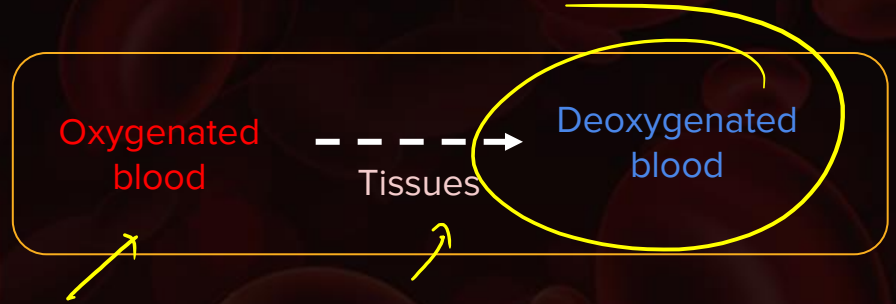 Oxygenated
blood
Tissues
Deoxygenated
blood